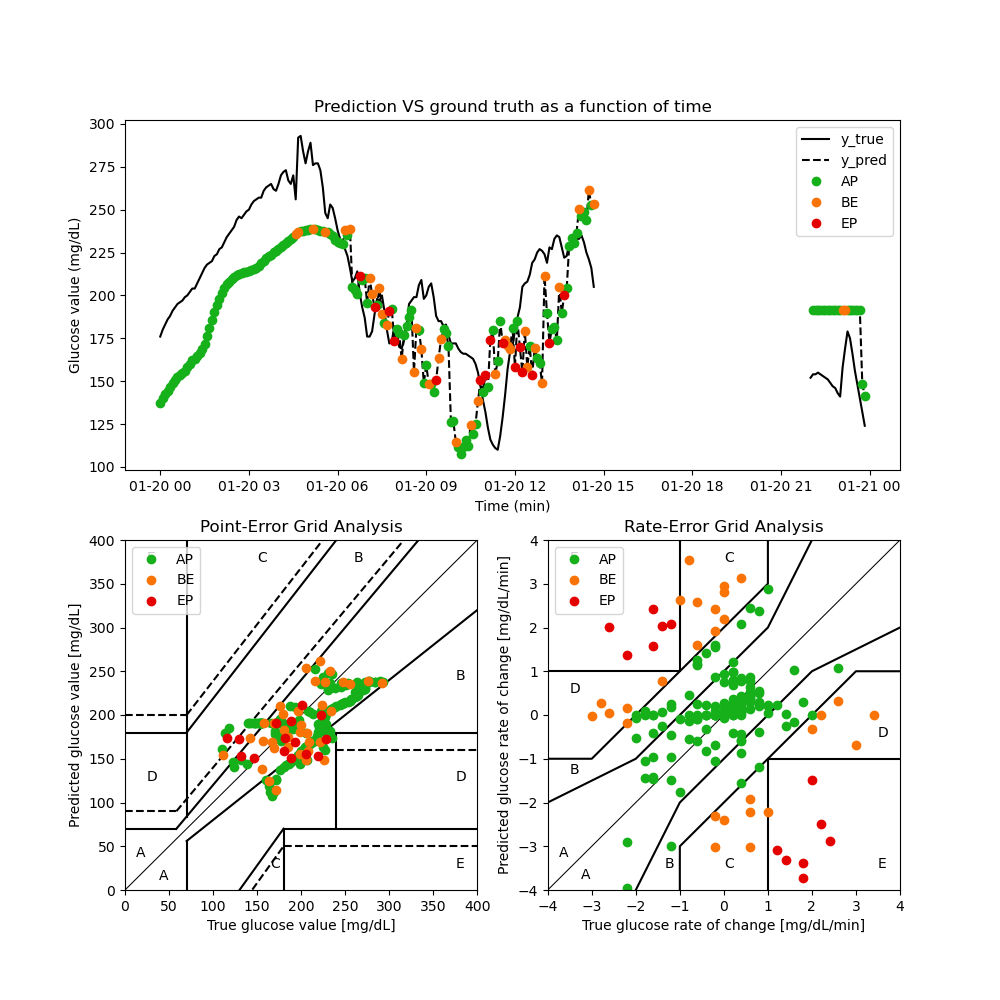 Prediction VS ground truth as a function of time
Glucose value (mg/dL)
300
275
250
225
200
175
150
125
100
y_true
y_pred
AP
BE
EP
01-20 00 01-20 03 01-20 06 01-20 09 01-20 12 01-20 15 01-20 18 01-20 21 01-21 00
Time (min)
Point-Error Grid Analysis
Predicted glucose value [mg/dL]
400
350
300
250
200
150
100
50
0
AP
BE
EP
C B
B
D D
A
A C E
0 50 100 150 200 250 300 350 400
True glucose value [mg/dL]
Rate-Error Grid Analysis
Predicted glucose rate of change [mg/dL/min]
4
3
2
1
0
−1
−2
−3
−4
AP
BE
EP
C
D
D
B
A
A B C E
−4 −3 −2 −1 0 1 2 3 4
True glucose rate of change [mg/dL/min]